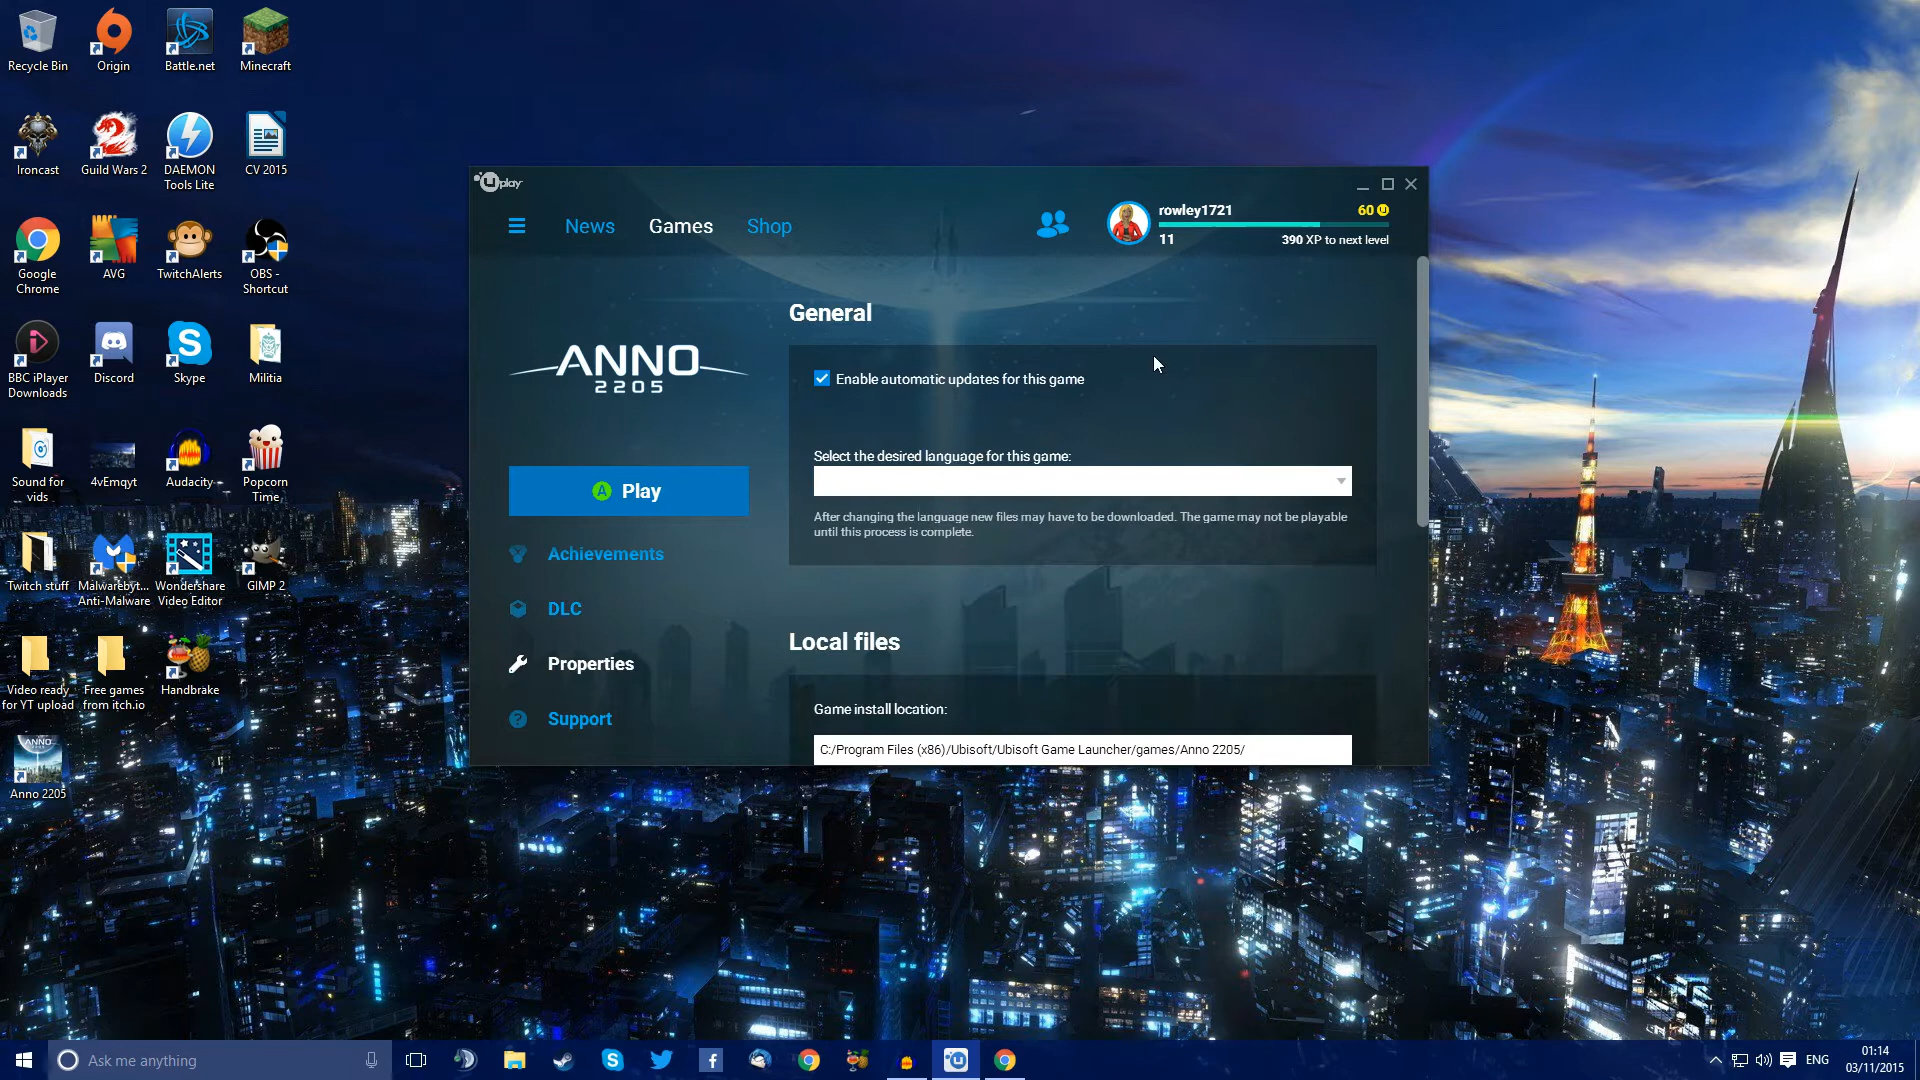 Recycle Bin
Origin
Battle.net
Minecraft
Ironcast
Guild Wars 2
DAEMON
Tools Lite
CV 2015
Google
Chrome
AVG
TwitchAlerts
OBS -
Shortcut
BBC iPlayer
Downloads
Discord
Skype
Militia
Sound for
vids
4vEmqyt
Audacity
Popcorn
Time
Twitch stuff
Malwarebyt...
Anti-Malware
Wondershare
Video Editor
GIMP 2
Video ready
for YT upload
Free games
from itch.io
Handbrake
ANNO
Anno 2205
uplay
News
Games
Shop
rowley1721
60
11
390 XP to next level
ANNO
2205
A Play
Achievements
DLC
Properties
Support
General
Enable automatic updates for this game
Select the desired language for this game:
After changing the language new files may have to be downloaded. The game may not be playable
until this process is complete.
Local files
Game install location:
C:/Program Files (x86)/Ubisoft/Ubisoft Game Launcher/games/Anno 2205/
Ask me anything
ENG
01:14
03/11/2015